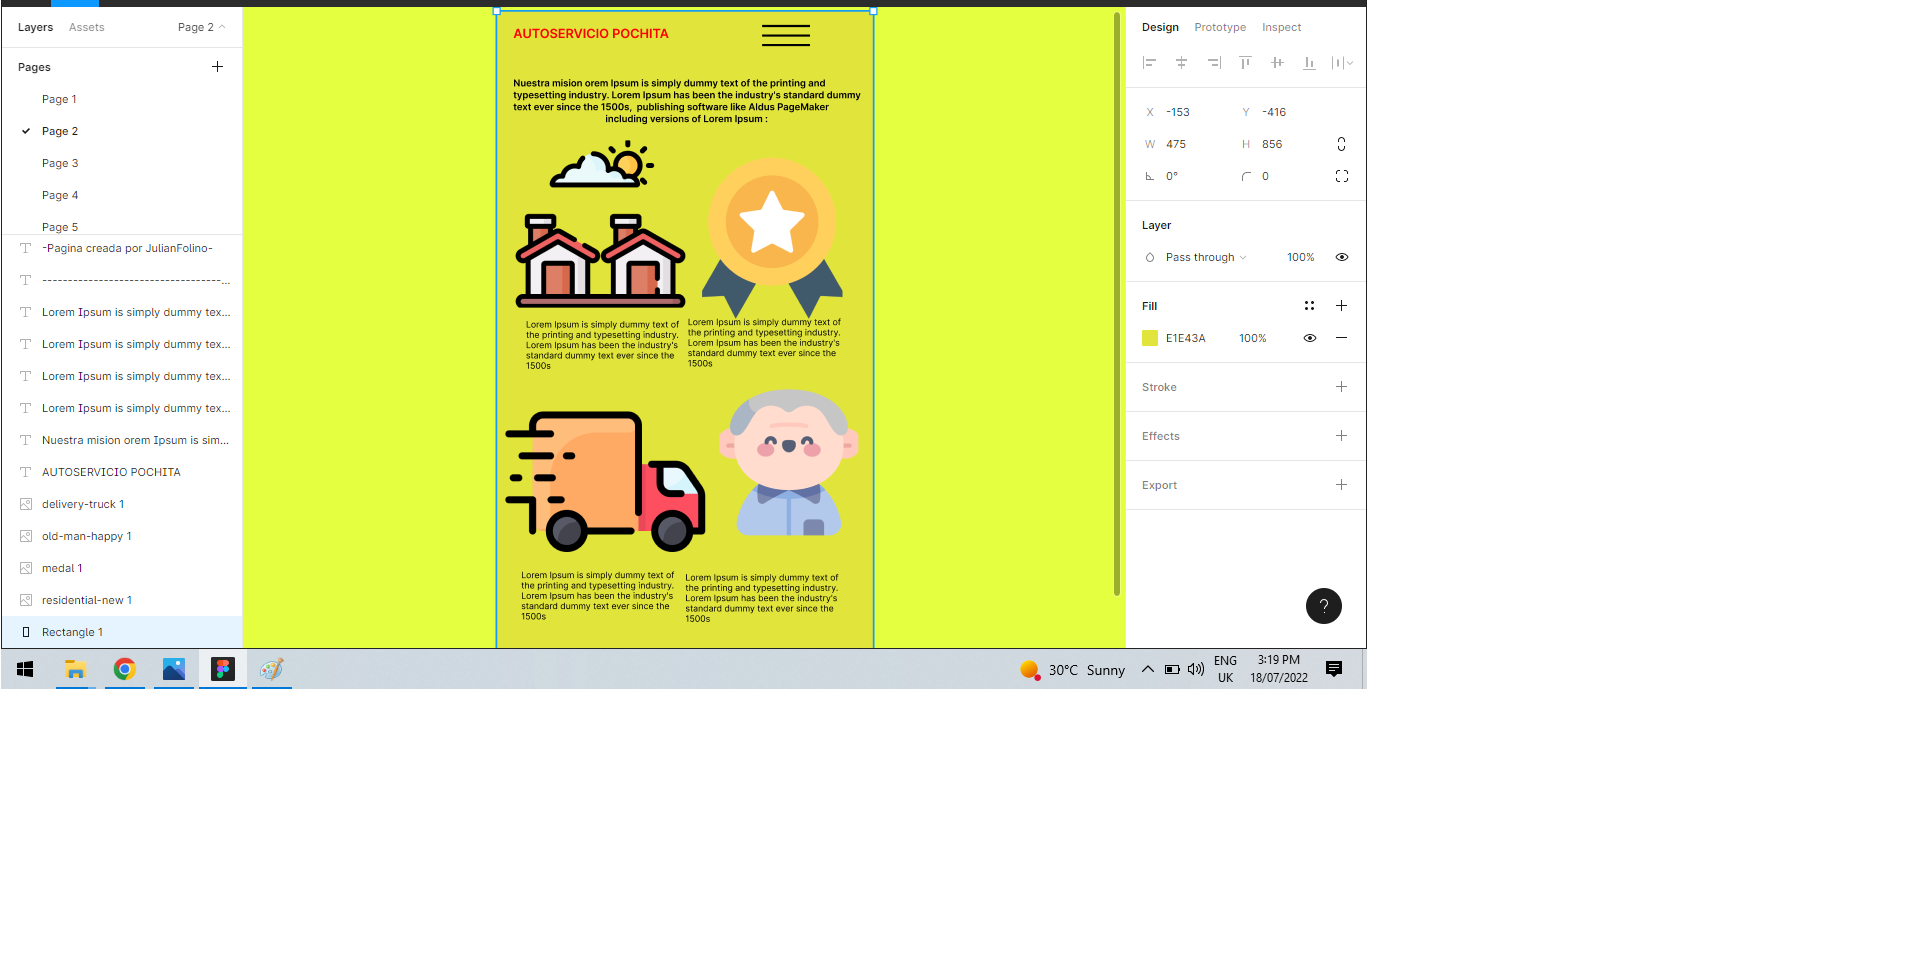 Layers Assets Page 2
Pages
Page 1
Page 2
Page 3
Page 4
Page 5
-Pagina creada por JulianFolino-
------------------------------------...
Lorem Ipsum is simply dummy tex...
Lorem Ipsum is simply dummy tex...
Lorem Ipsum is simply dummy tex...
Lorem Ipsum is simply dummy tex...
Nuestra mision orem Ipsum is sim...
AUTOSERVICIO POCHITA
delivery-truck 1
old-man-happy 1
medal 1
residential-new 1
Rectangle 1
AUTOSERVICIO POCHITA
Nuestra mision orem Ipsum is simply dummy text of the printing and
typesetting industry. Lorem Ipsum has been the industry's standard dummy
text ever since the 1500s, publishing software like Aldus PageMaker
including versions of Lorem Ipsum :
Lorem Ipsum is simply dummy text of
the printing and typesetting industry.
Lorem Ipsum has been the industry's
standard dummy text ever since the
1500s
Lorem Ipsum is simply dummy text of
the printing and typesetting industry.
Lorem Ipsum has been the industry's
standard dummy text ever since the
1500s
Lorem Ipsum is simply dummy text of
the printing and typesetting industry.
Lorem Ipsum has been the industry's
standard dummy text ever since the
1500s
Lorem Ipsum is simply dummy text of
the printing and typesetting industry.
Lorem Ipsum has been the industry's
standard dummy text ever since the
1500s
Design Prototype Inspect
X -153 Y -416
W 475 H 856
0° 0
Layer
Pass through 100%
Fill
E1E43A 100%
Stroke
Effects
Export
?
30°C Sunny
ENG
UK
3:19 PM
18/07/2022